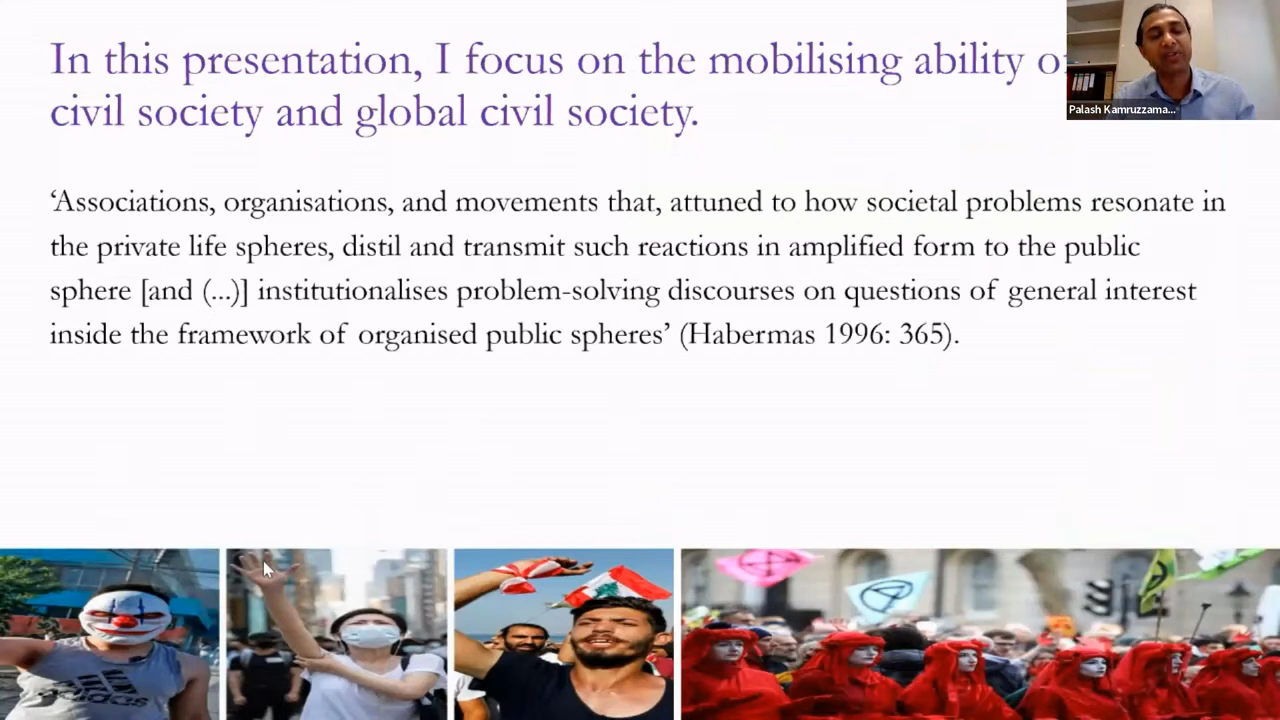 In this presentation, I focus on the mobilising ability of
civil society and global civil society.
Palash Kamruzzama...
‘Associations, organisations, and movements that, attuned to how societal problems resonate in
the private life spheres, distil and transmit such reactions in amplified form to the public
sphere [and (...)] institutionalises problem-solving discourses on questions of general interest
inside the framework of organised public spheres’ (Habermas 1996: 365).
adidas